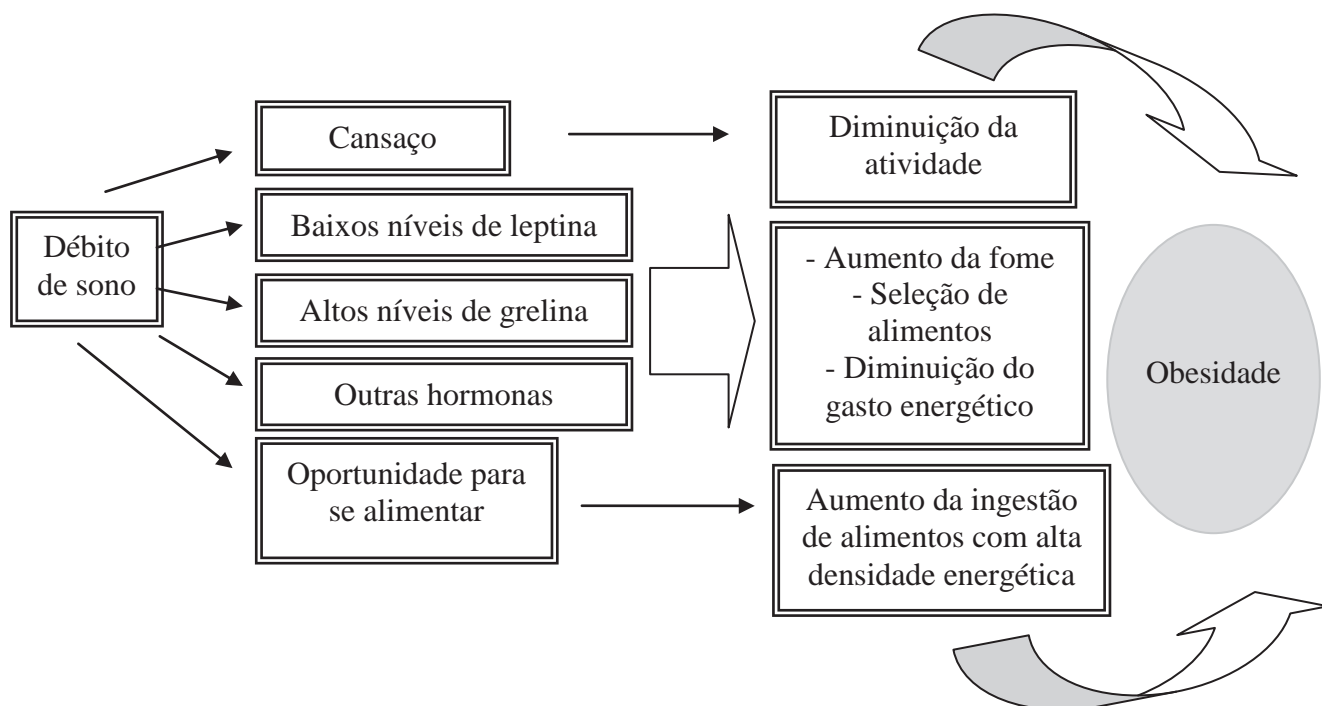 Débito
de sono
Cansaço
Baixos níveis de leptina
Altos níveis de grelina
Outras hormonas
Oportunidade para
se alimentar
Diminuição da
atividade
- Aumento da fome
- Seleção de
alimentos
- Diminuição do
gasto energético
Aumento da ingestão
de alimentos com alta
densidade energética
Obesidade